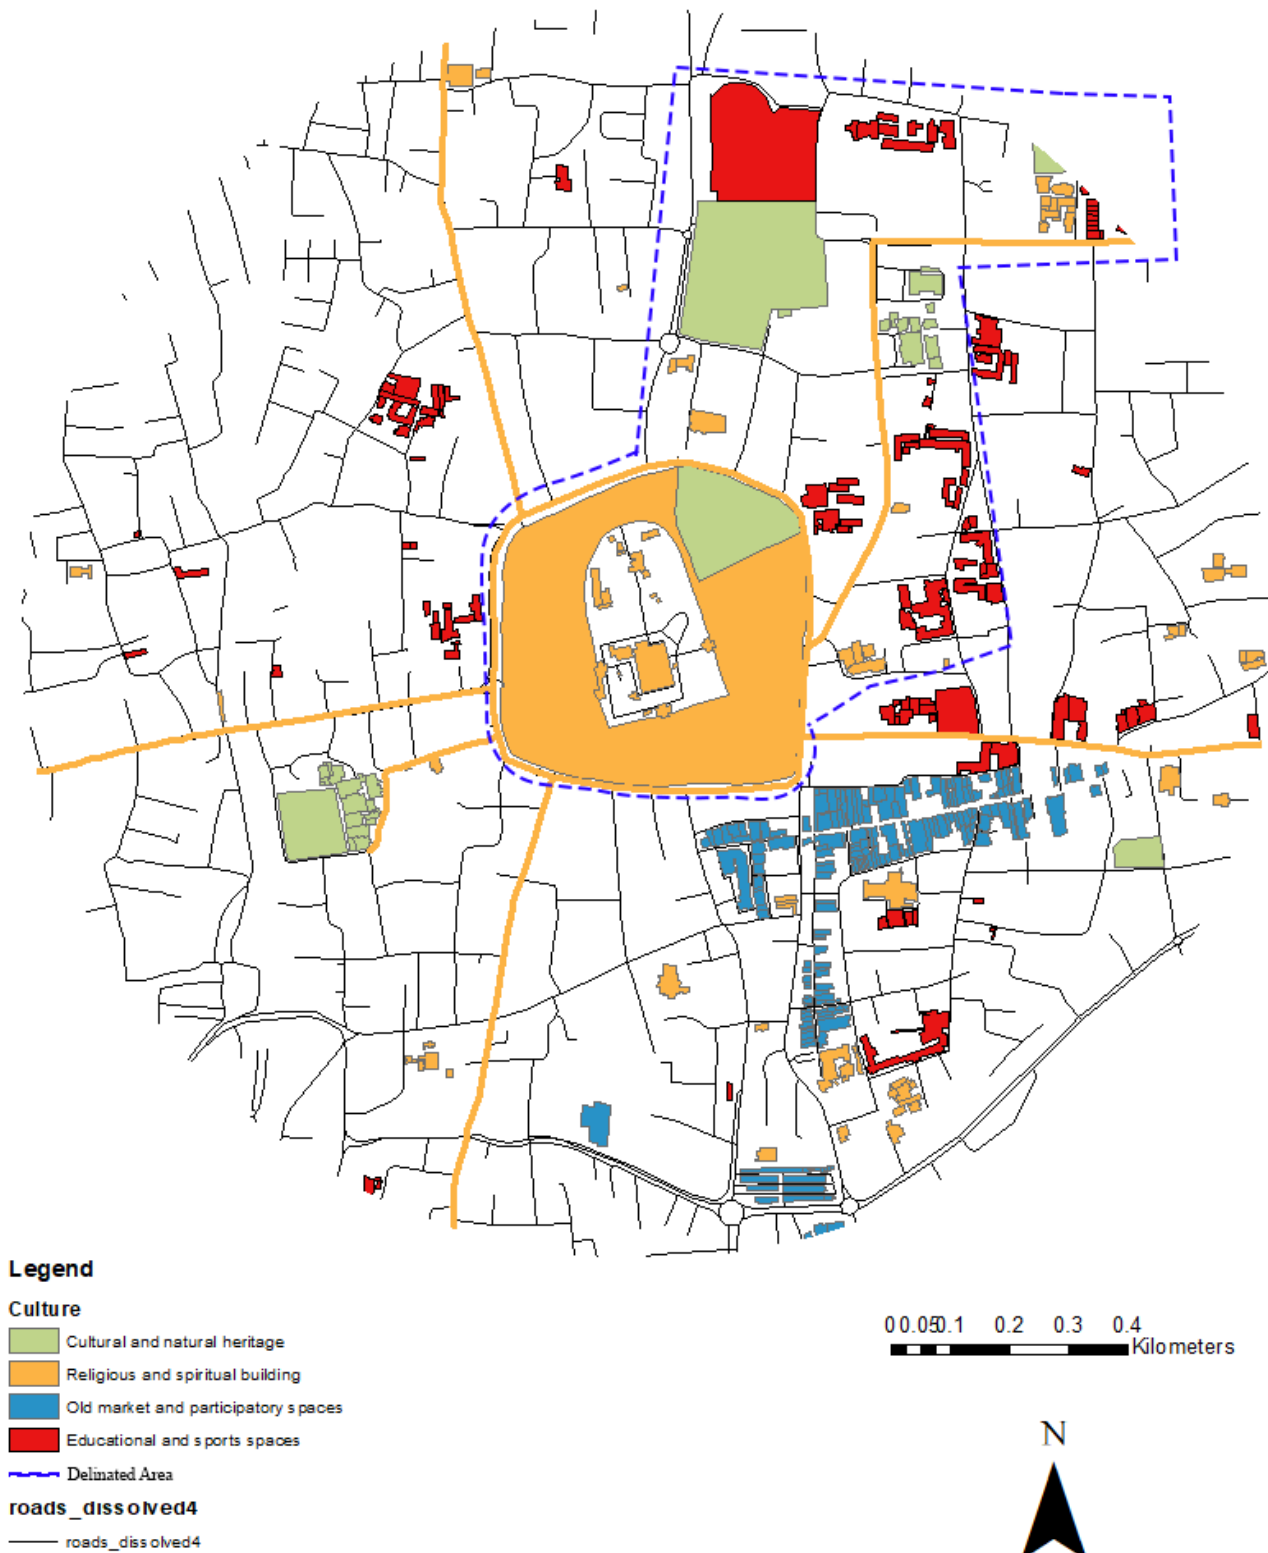 Legend
Culture
Cultural and natural heritage
Religious and spiritual building
Old market and participatory spaces
Educational and sports spaces
Delinated Area
roads_dissolved4
roads_dissolved4
0 0.05 0.1 0.2 0.3 0.4
Kilometers
N